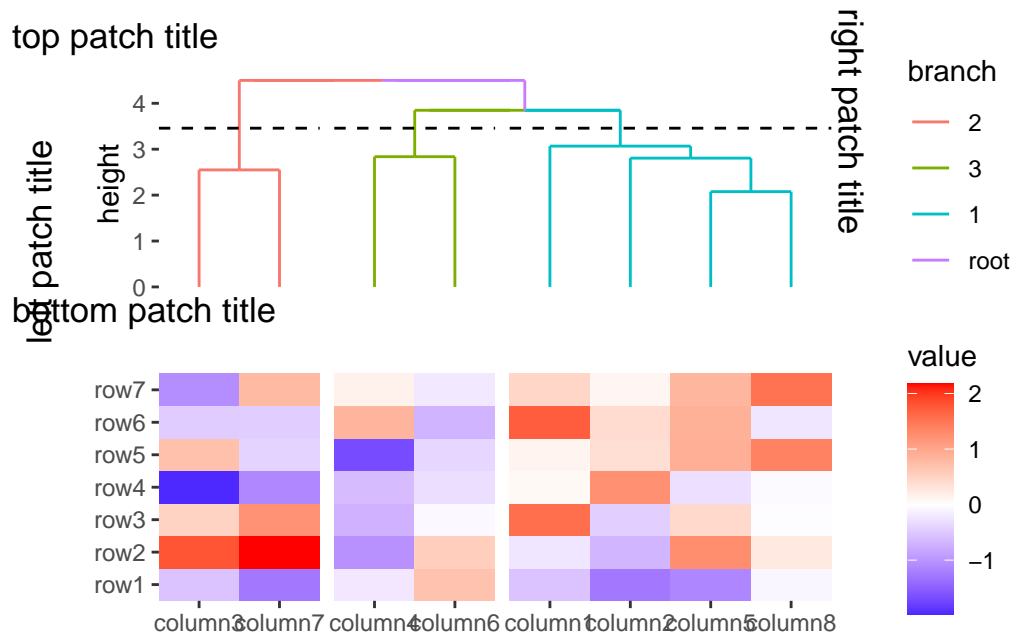 top patch title
right patch title
left patch title
height
4
3
2
1
0
branch
2
3
1
root
bottom patch title
row7
row6
row5
row4
row3
row2
row1
column3
column7
column4
column6
column1
column2
column5
column8
value
2
1
0
−1